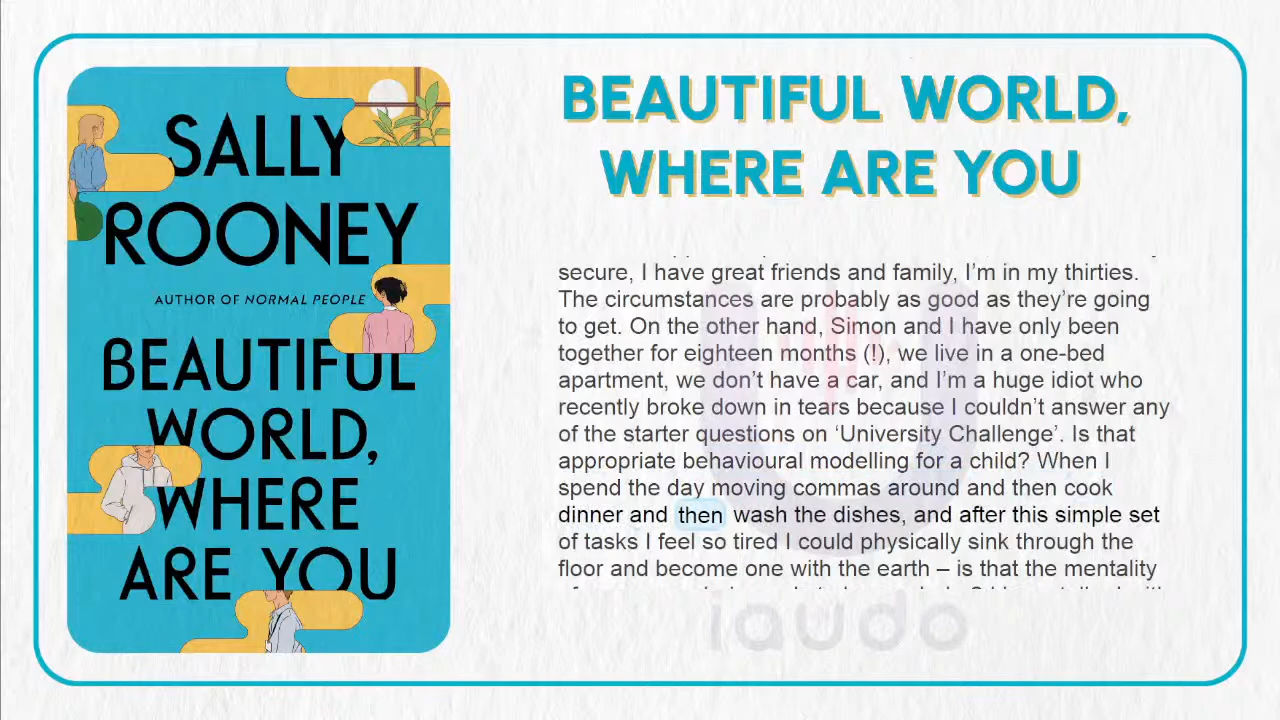 SALLY
ROONEY
AUTHOR OF NORMAL PEOPLE
BEAUTIFUL
WORLD,
WHERE
ARE YOU
BEAUTIFUL WORLD,
WHERE ARE YOU
secure, I have great friends and family, I’m in my thirties.
The circumstances are probably as good as they’re going
to get. On the other hand, Simon and I have only been
together for eighteen months (!), we live in a one-bed
apartment, we don’t have a car, and I’m a huge idiot who
recently broke down in tears because I couldn’t answer any
of the starter questions on ‘University Challenge’. Is that
appropriate behavioural modelling for a child? When I
spend the day moving commas around and then cook
dinner and then wash the dishes, and after this simple set
of tasks I feel so tired I could physically sink through the
floor and become one with the earth – is that the mentality
iaudo